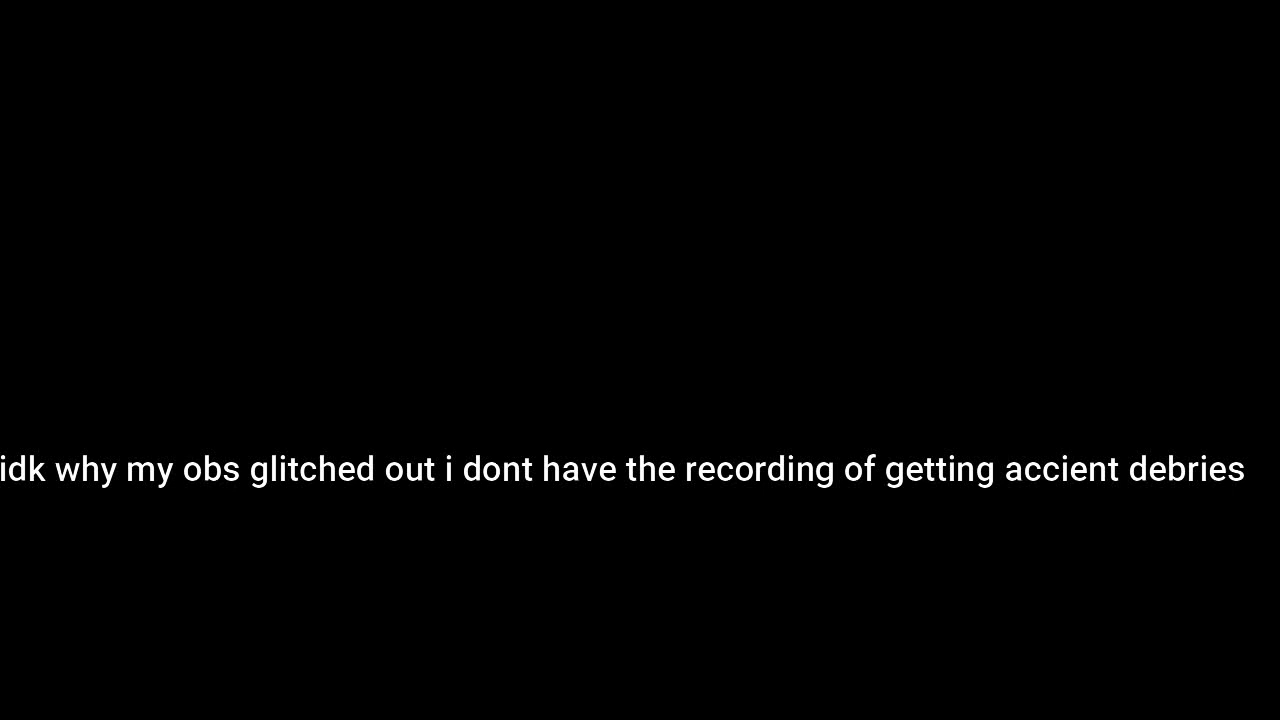 idk why my obs glitched out i dont have the recording of getting accient debries